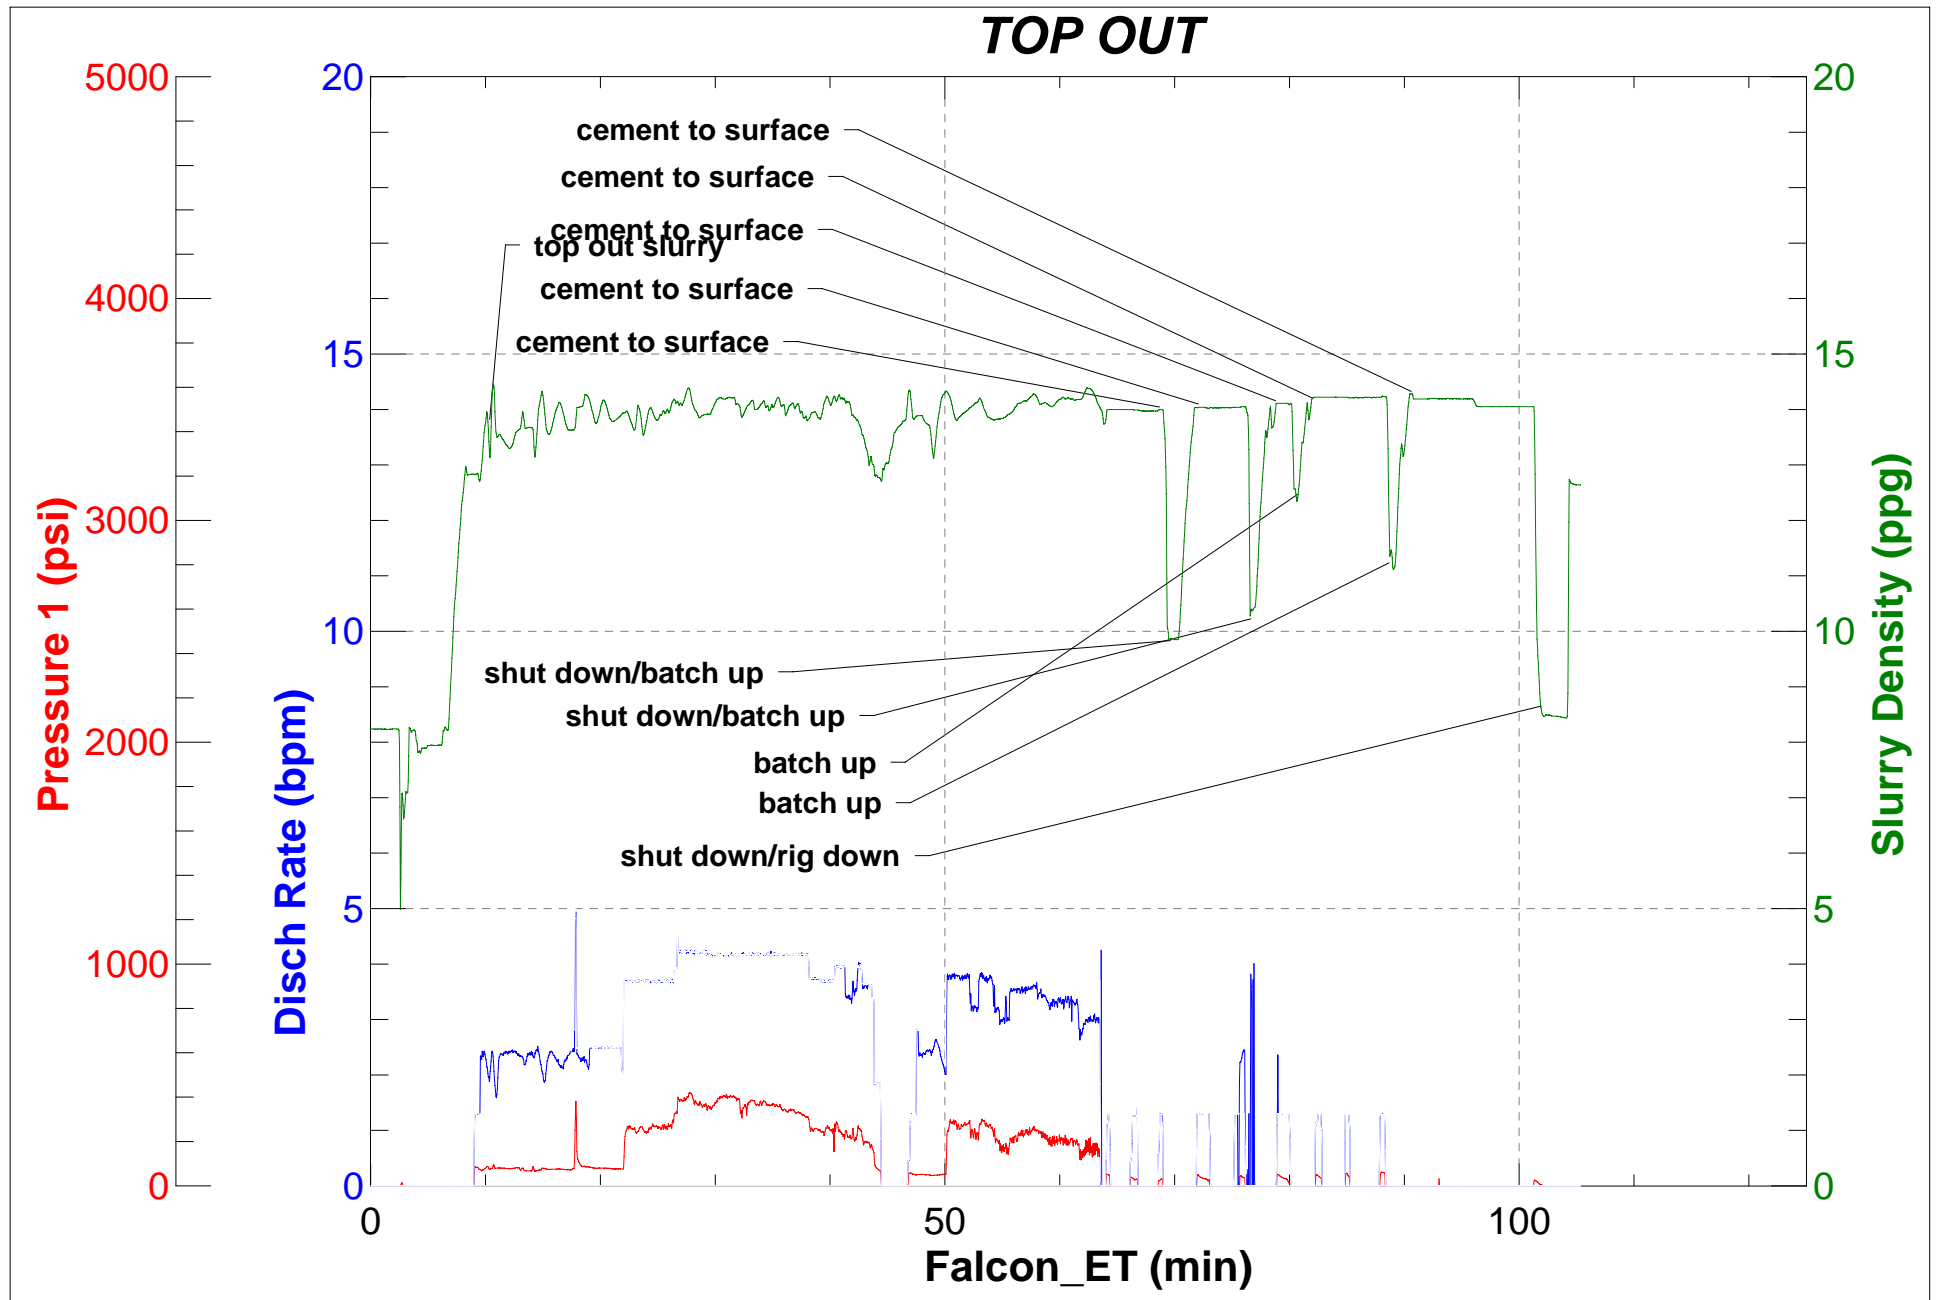 TOP OUT
5000
4000
3000
2000
1000
0
Pressure 1 (psi)
20
15
10
5
0
Disch Rate (bpm)
cement to surface
cement to surface
cement to surface
top out slurry
cement to surface
cement to surface
shut down/batch up
shut down/batch up
batch up
batch up
shut down/rig down
20
15
10
5
0
Slurry Density (ppg)
0
50
100
Falcon_ET (min)